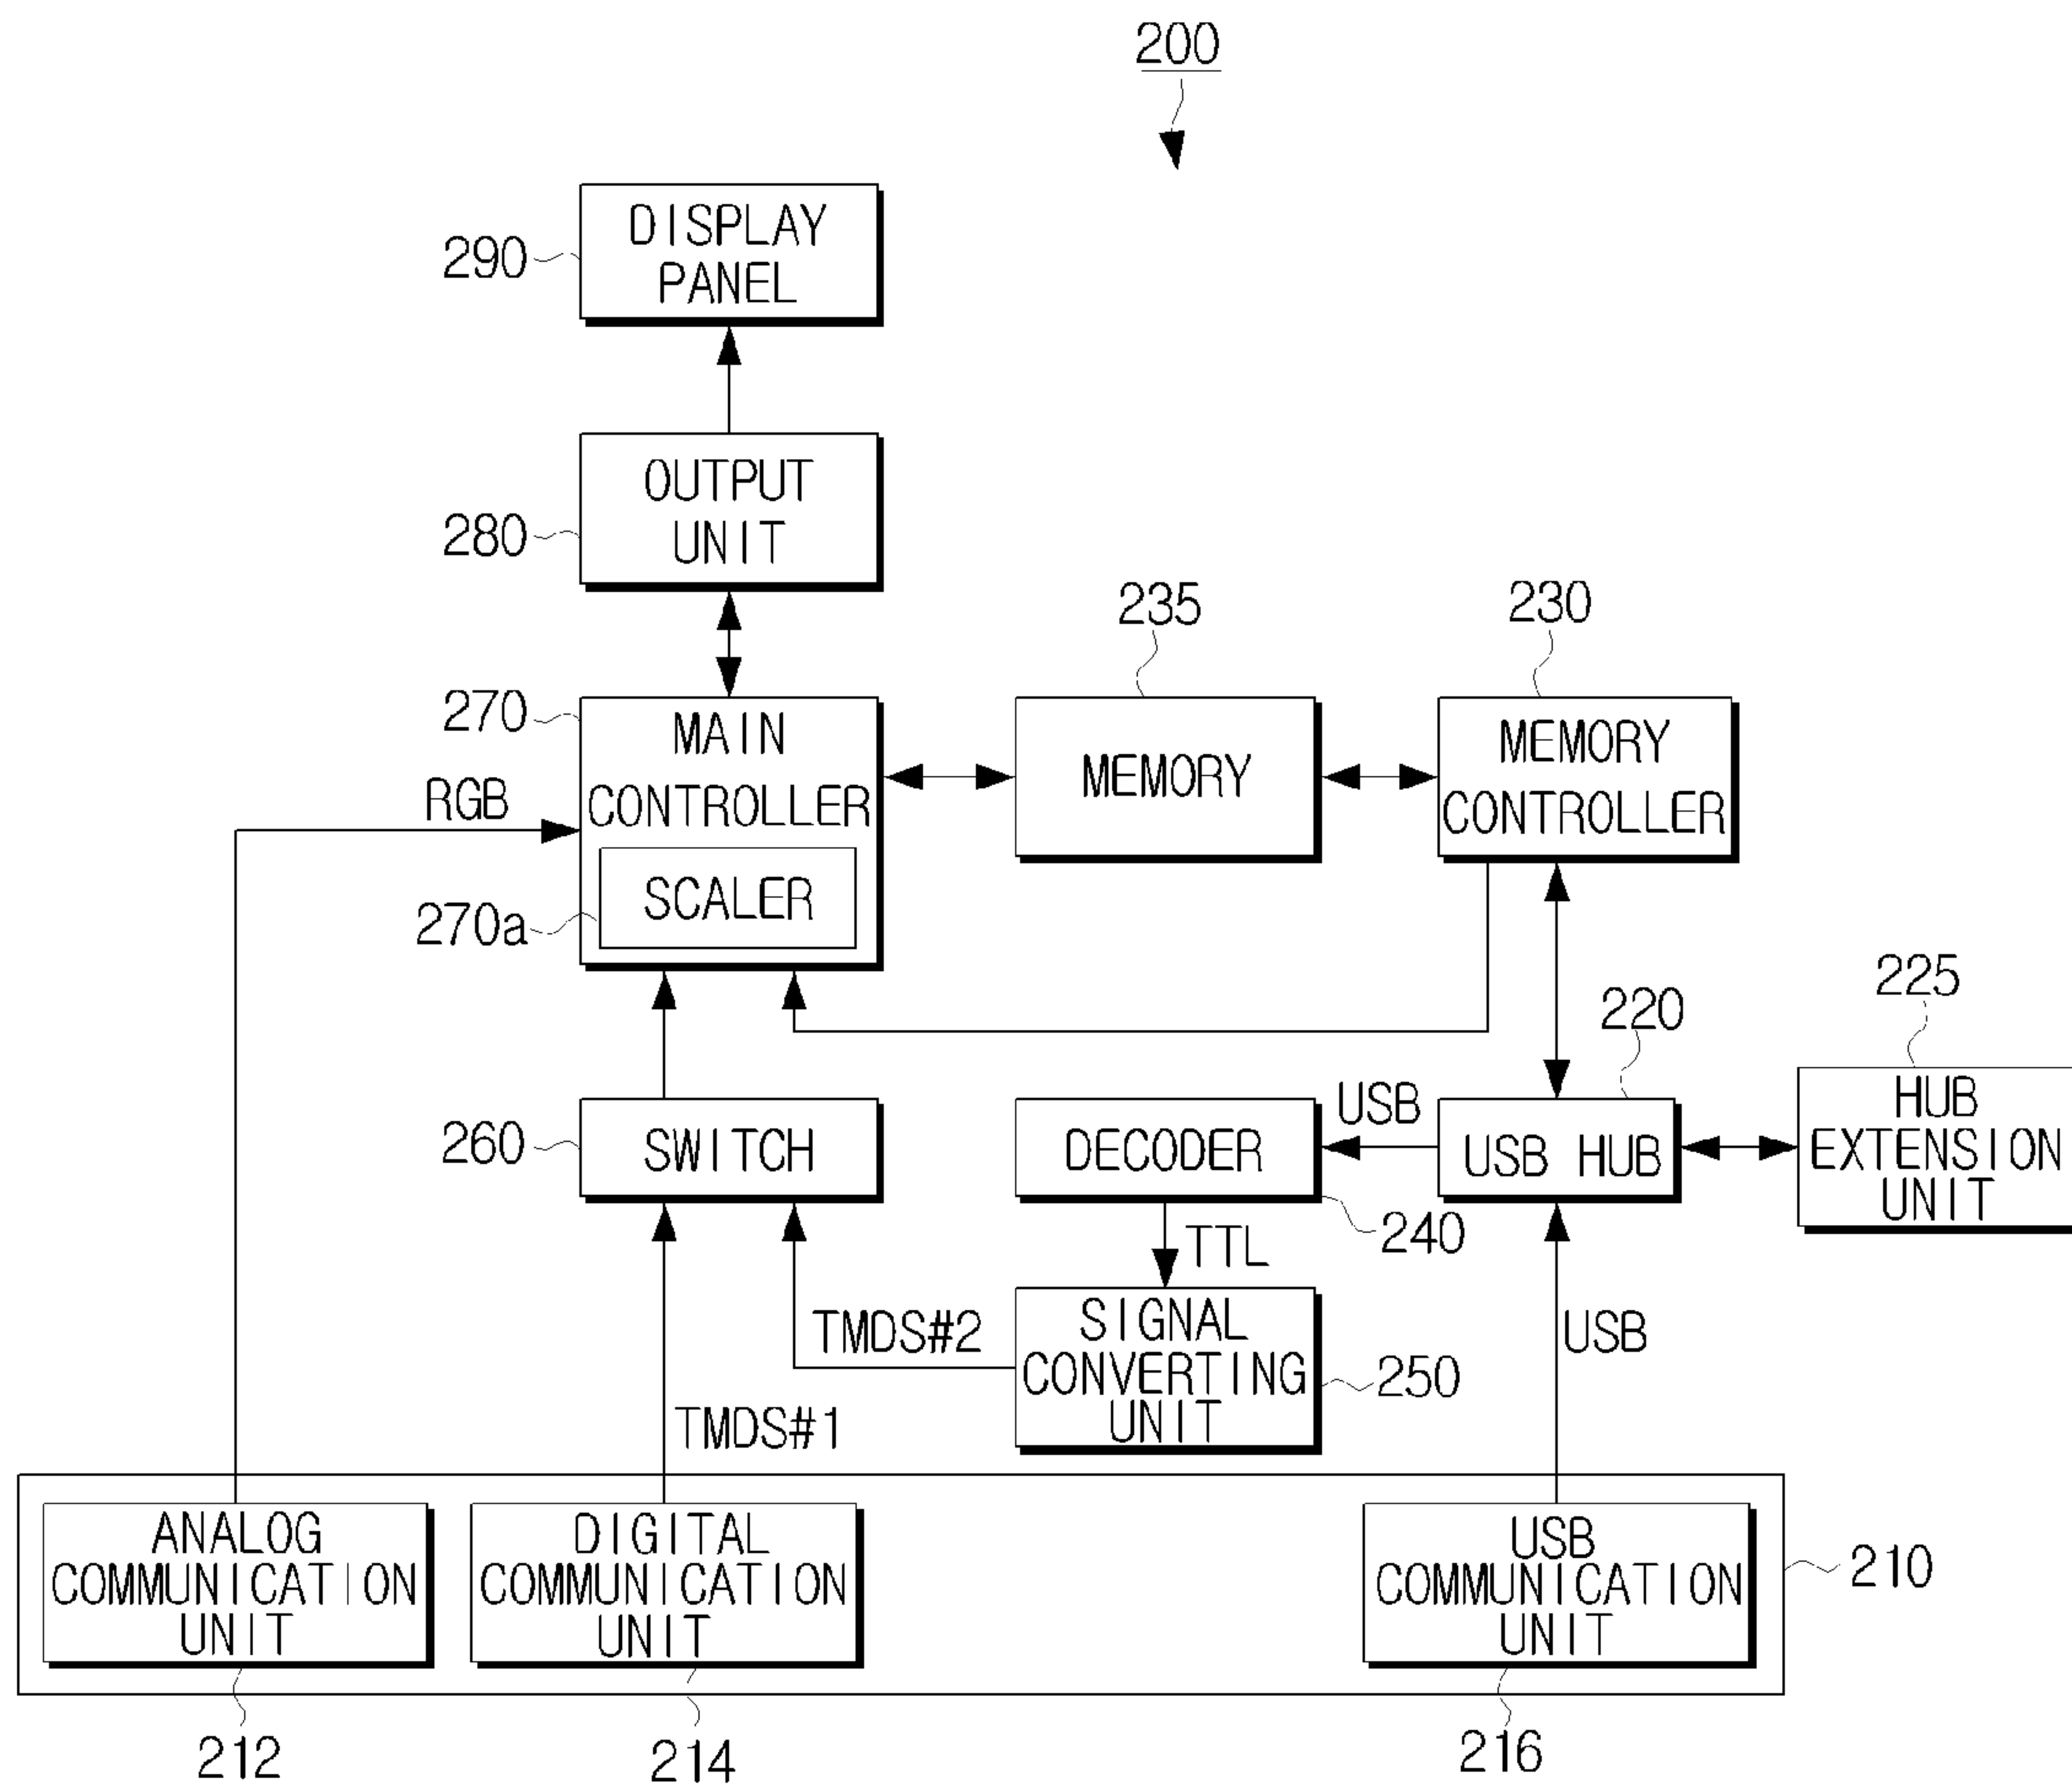 200
DISPLAY
PANEL
290
OUTPUT
UNIT
280
235
230
270
MAIN
CONTROLLER
MEMORY
MEMORY
CONTROLLER
RGB
SCALER
270a
225
220
HUB
EXTENSION
UNIT
260
SWITCH
DECODER
USB
USB HUB
240
TTL
TMDS#2
SIGNAL
CONVERTING
UNIT
250
USB
TMDS#1
ANALOG
COMMUNICATION
UNIT
DIGITAL
COMMUNICATION
UNIT
USB
COMMUNICATION
UNIT
210
212
214
216